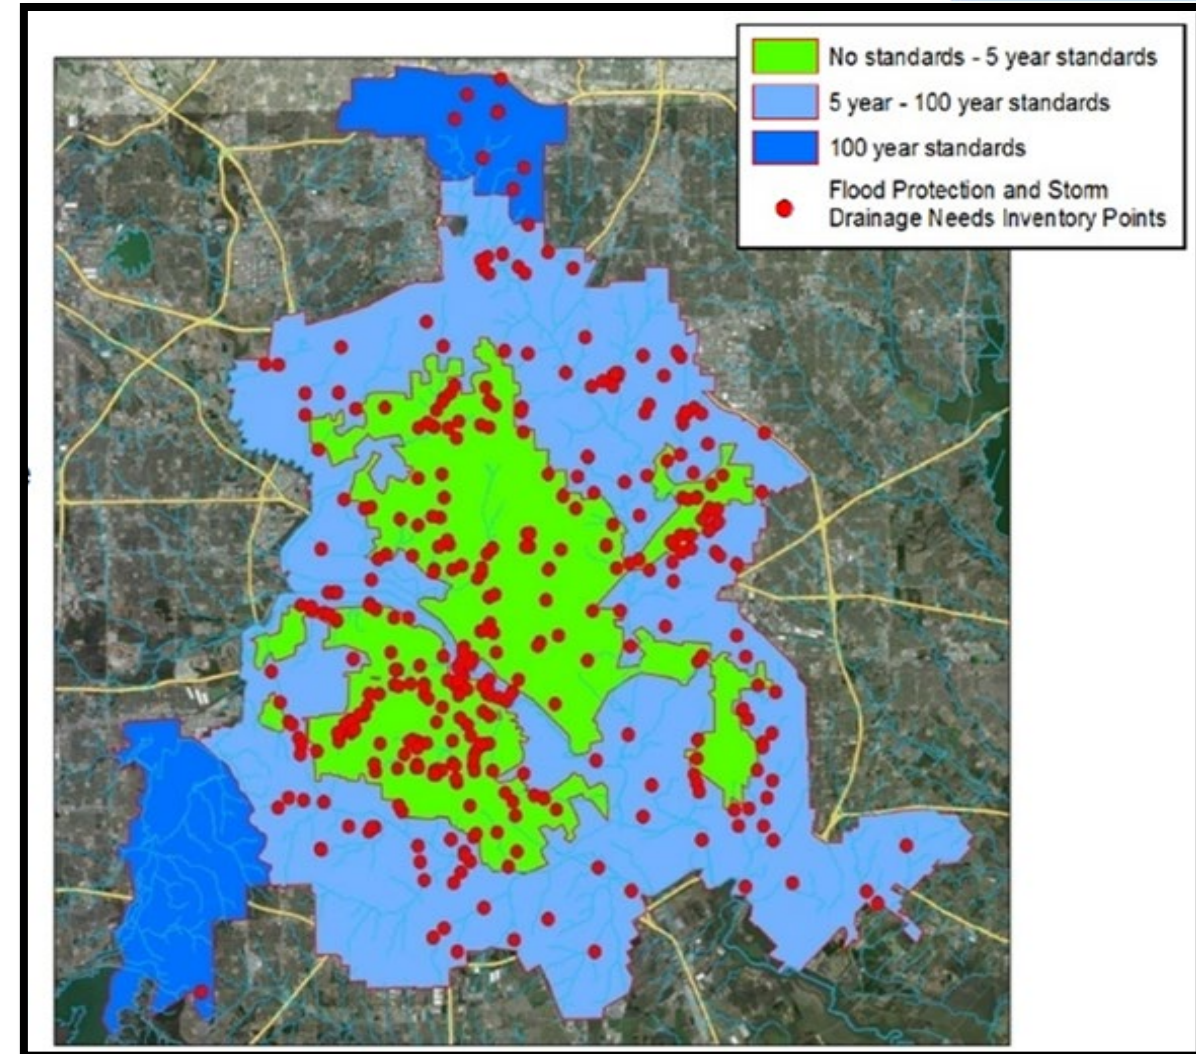 No standards - 5 year standards
5 year - 100 year standards
100 year standards
Flood Protection and Storm
Drainage Needs Inventory Points